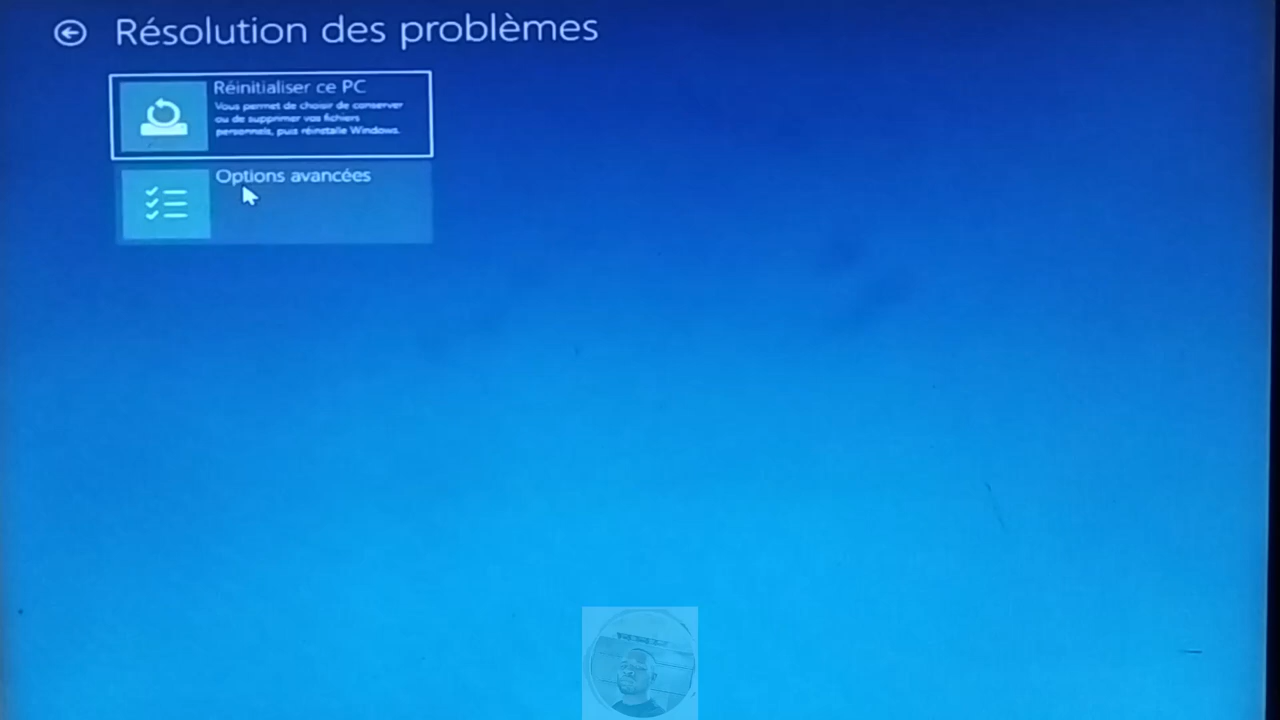 Résolution des problèmes
Réinitialiser ce PC
Vous permet de choisir de conserver
ou de supprimer vos fichiers
personnels, puis réinstalle Windows.
Options avancées